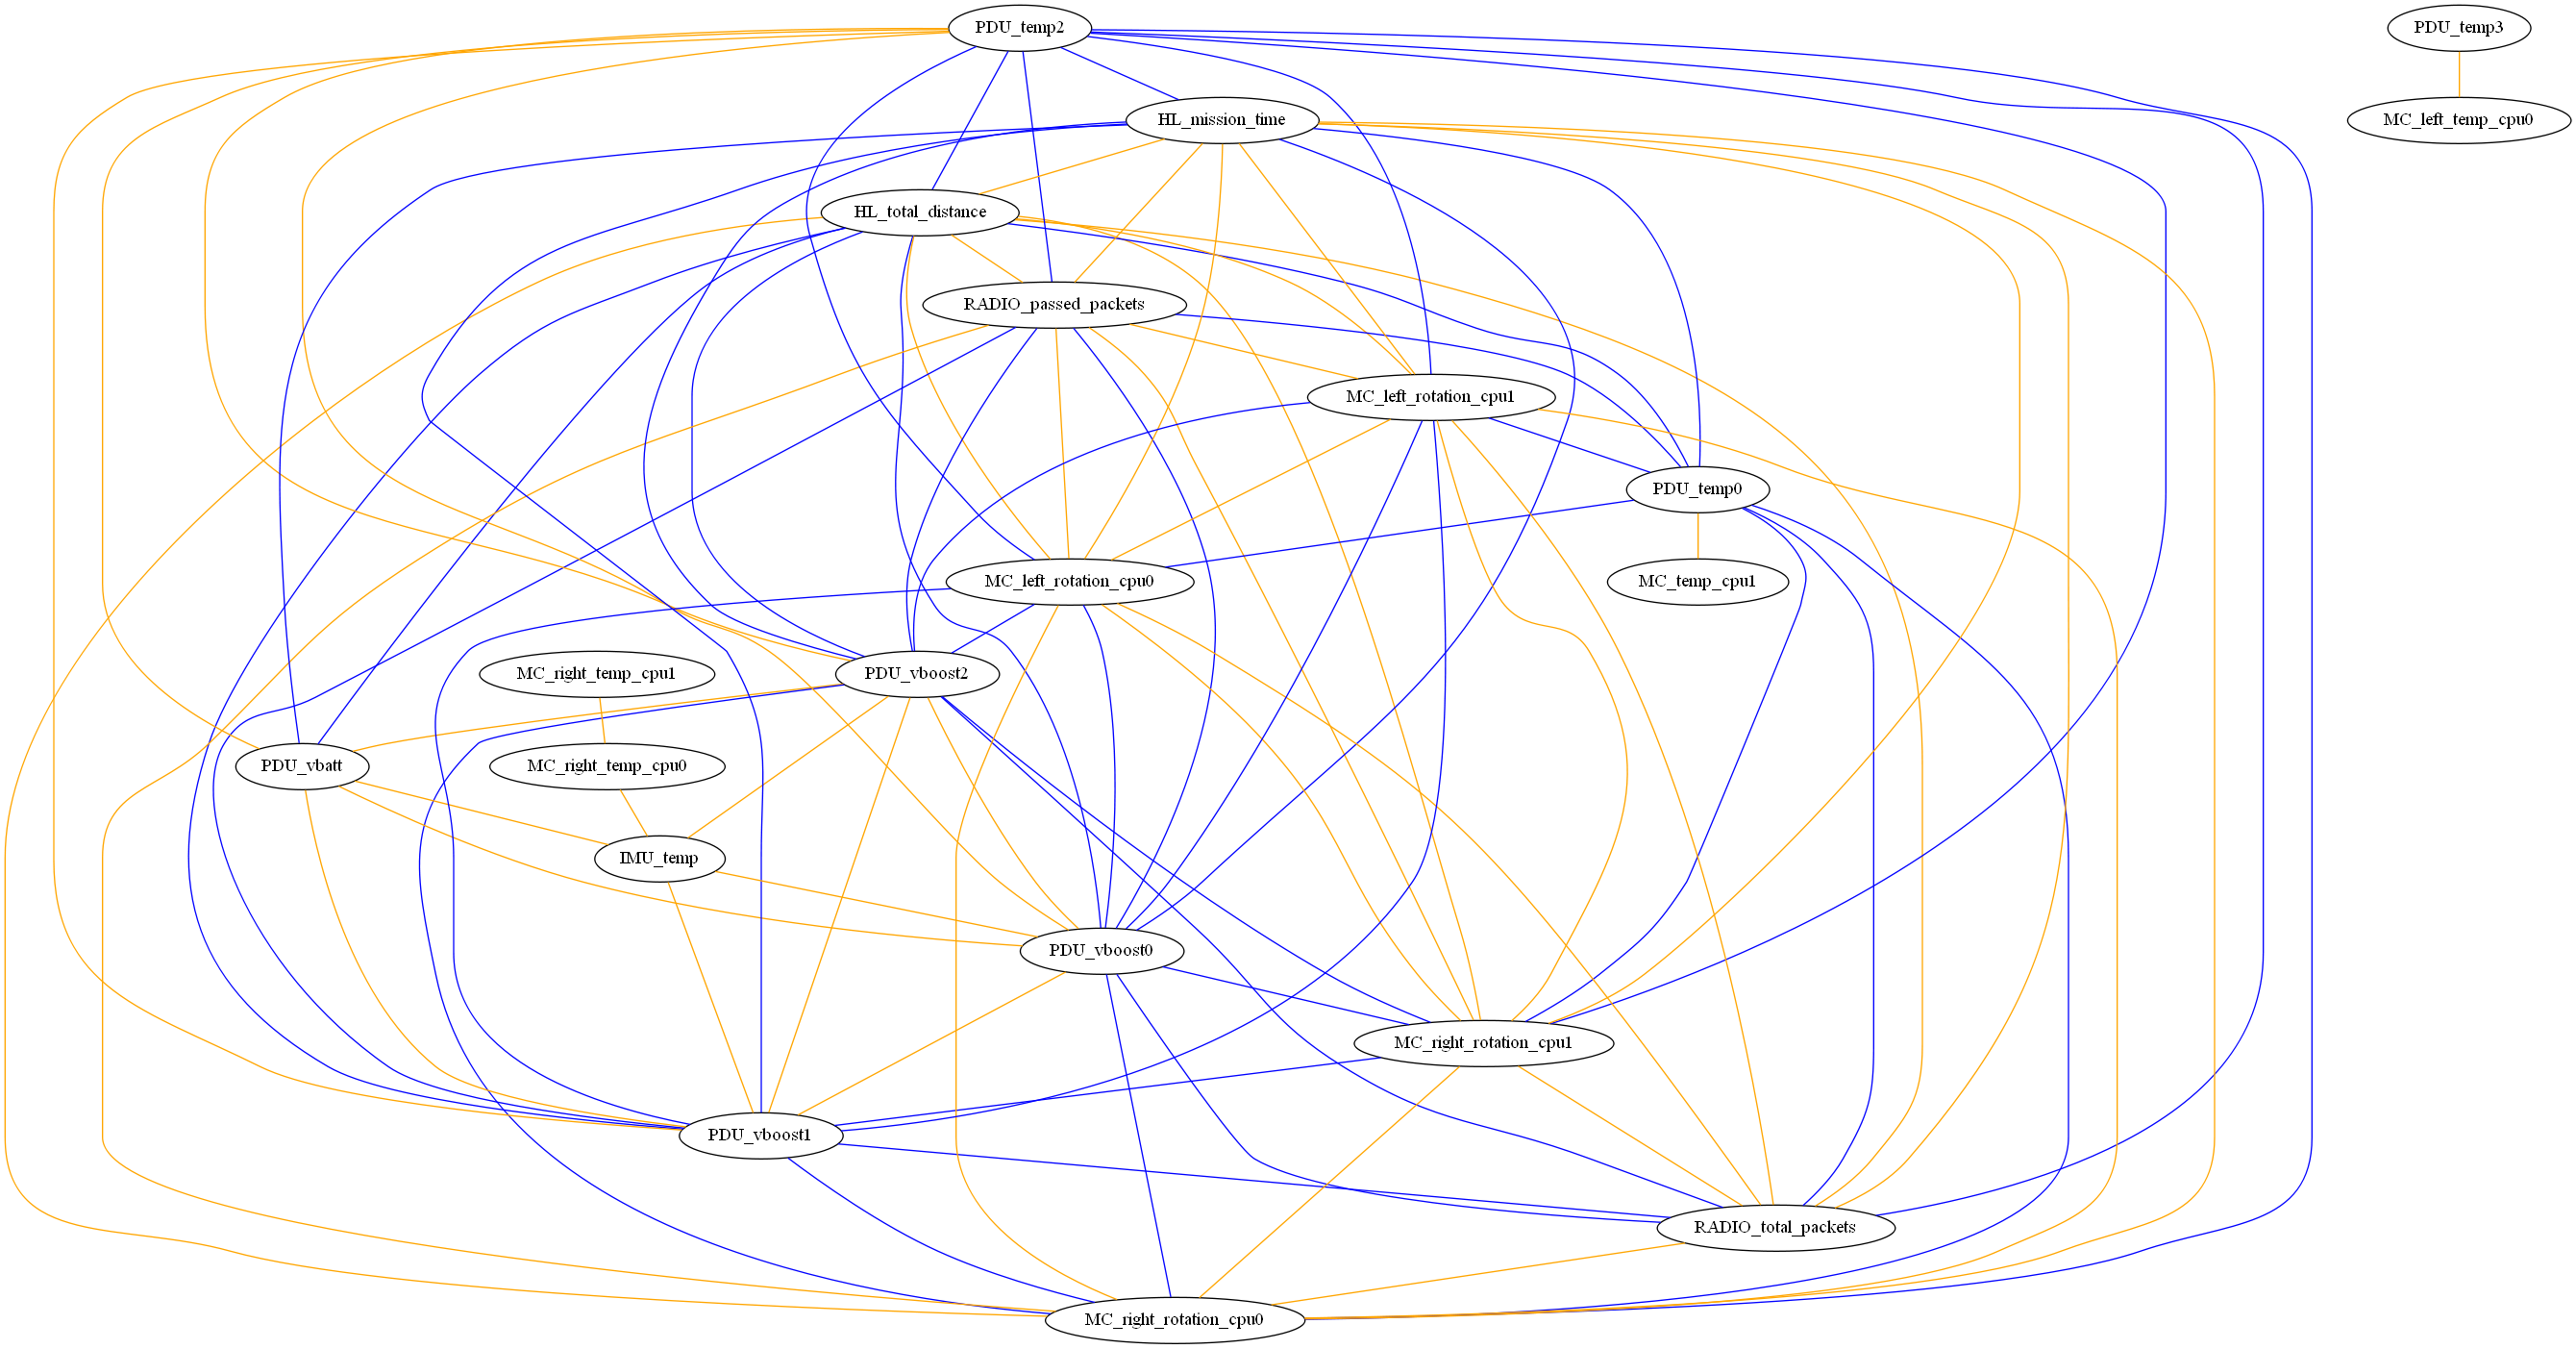 PDU_temp2
PDU_temp3
HL_mission_time
MC_left_temp_cpu0
HL_total_distance
RADIO_passed_packets
MC_left_rotation_cpu1
PDU_temp0
MC_left_rotation_cpu0
MC_temp_cpu1
MC_right_temp_cpu1
PDU_vboost2
PDU_vbatt
MC_right_temp_cpu0
IMU_temp
PDU_vboost0
MC_right_rotation_cpu1
PDU_vboost1
RADIO_total_packets
MC_right_rotation_cpu0